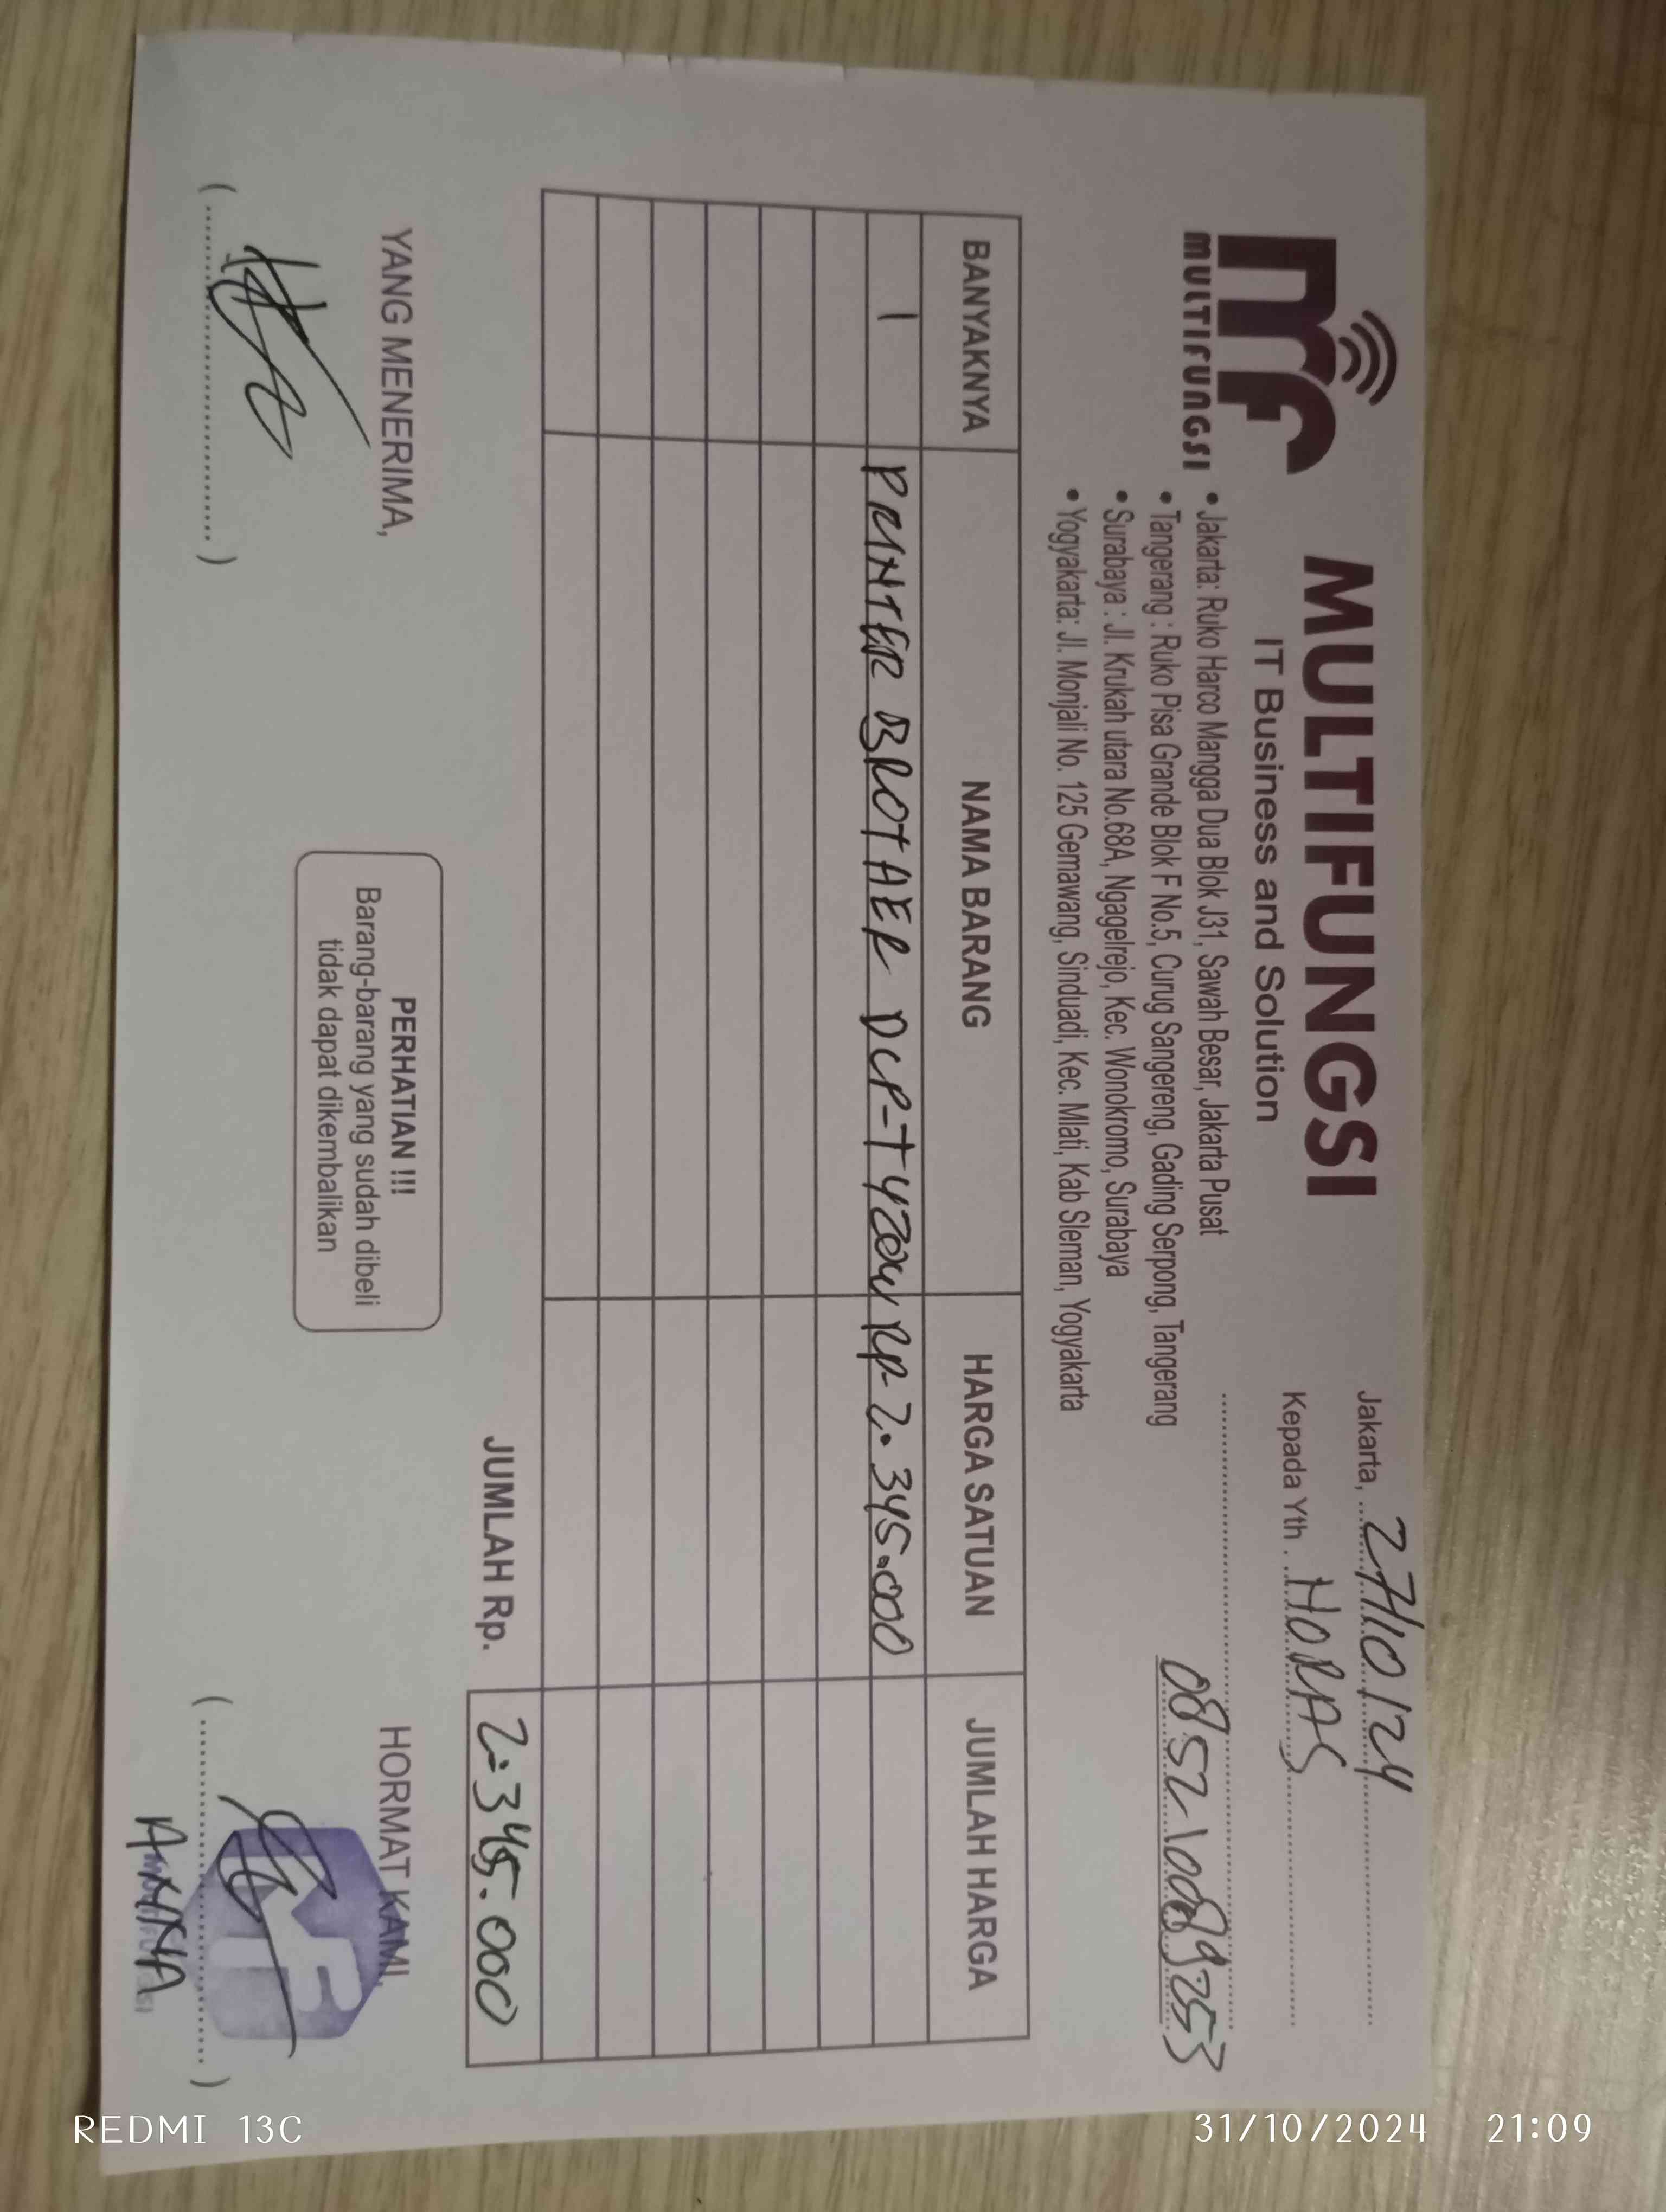 mf
MULTIFUNGSI
MULTIFUNGSI
IT Business and Solution
• Jakarta: Ruko Harco Mangga Dua Blok J31, Sawah Besar, Jakarta Pusat
• Tangerang : Ruko Pisa Grande Blok F No.5, Curug Sangereng, Gading Serpong, Tangerang
• Surabaya : Jl. Krukah utara No.68A, Ngagelrejo, Kec. Wonokromo, Surabaya
• Yogyakarta: Jl. Monjali No. 125 Gemawang, Sinduadi, Kec. Mlati, Kab Sleman, Yogyakarta
Jakarta, 27/10/24
Kepada Yth . HORAS
085210089253
BANYAKNYA NAMA BARANG HARGA SATUAN JUMLAH HARGA
1 PRINTER BROTHER DCP-T420W RP. 2.345.000
JUMLAH Rp. 2.345.000
YANG MENERIMA,
PERHATIAN !!!
Barang-barang yang sudah dibeli
tidak dapat dikembalikan
HORMAT KAMI,
REDMI 13C
31/10/2024 21:09